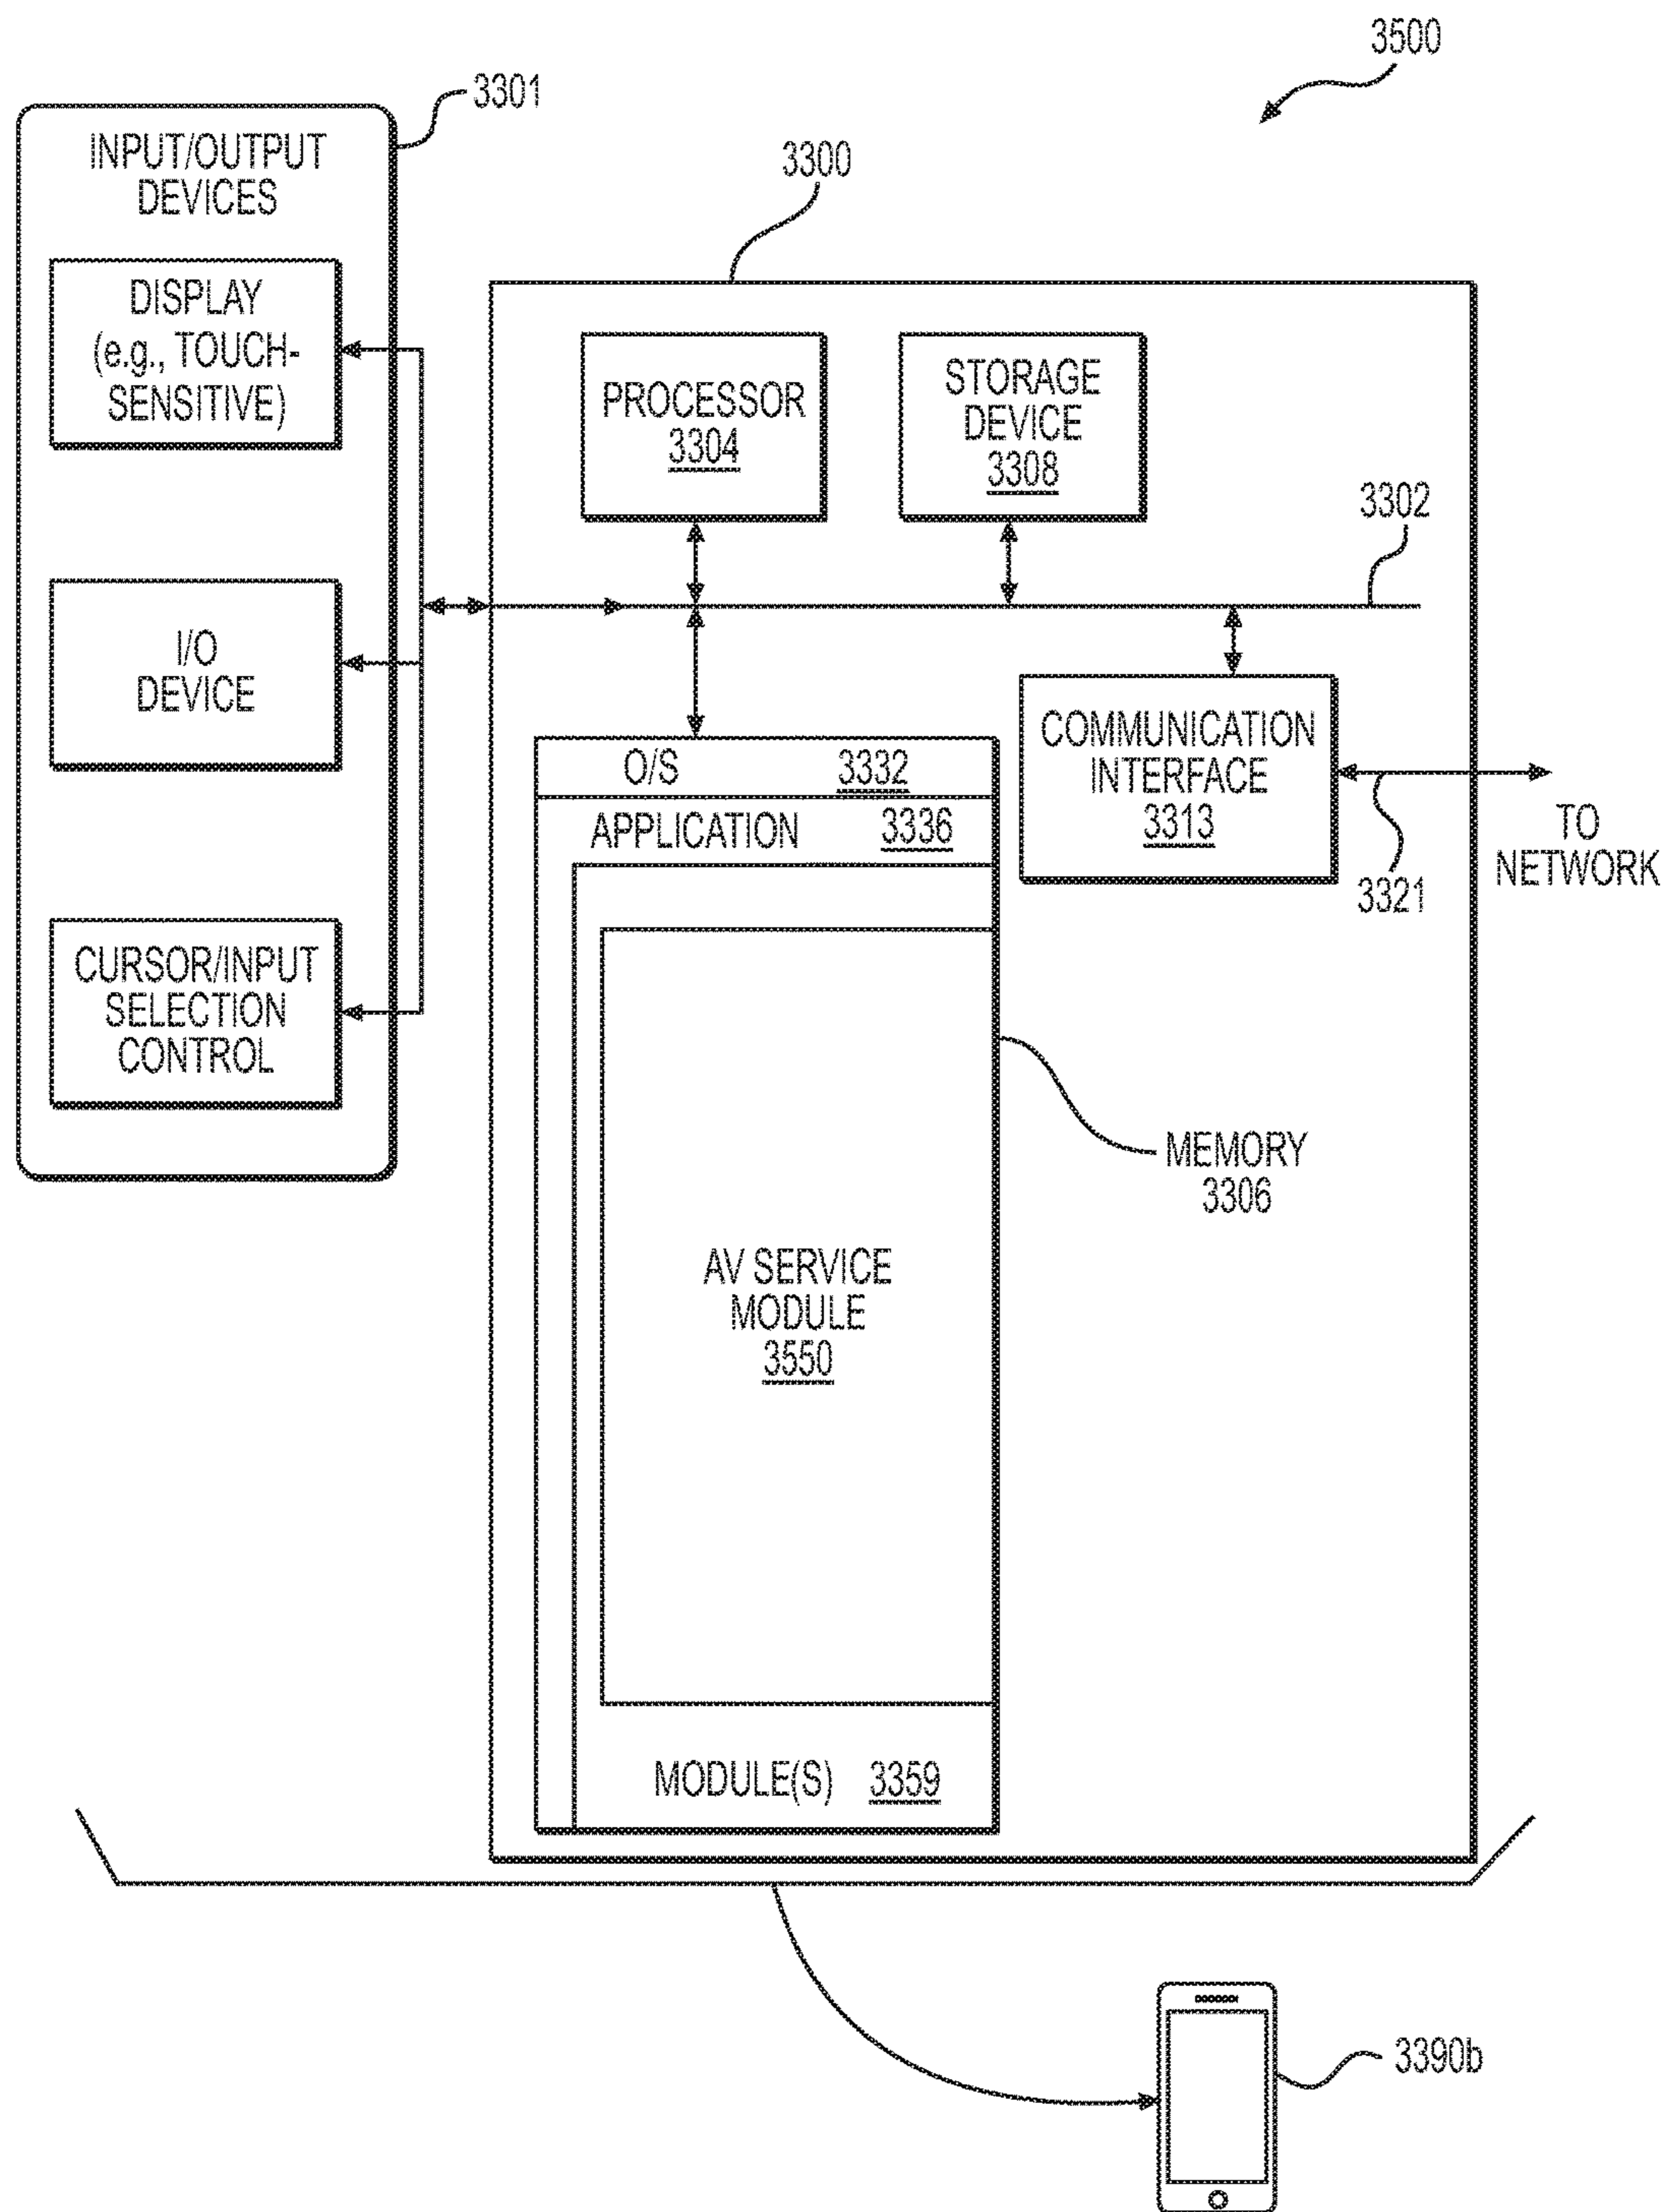 3500
3301
INPUT/OUTPUT
DEVICES
3300
DISPLAY
(e.g., TOUCH-
SENSITIVE)
PROCESSOR
3304
STORAGE
DEVICE
3308
3302
I/O
DEVICE
COMMUNICATION
INTERFACE
3313
O/S 3332
APPLICATION 3336
TO
NETWORK
3321
CURSOR/INPUT
SELECTION
CONTROL
MEMORY
3306
AV SERVICE
MODULE
3550
MODULE(S) 3359
3390b